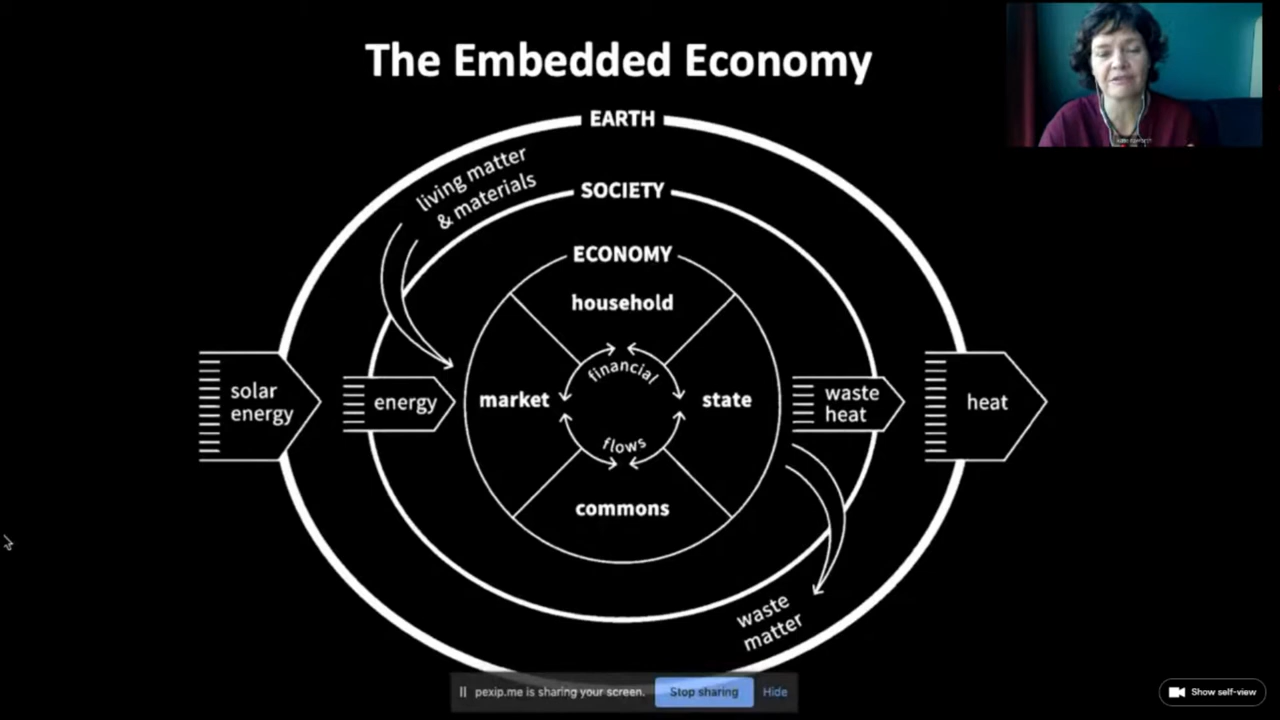 The Embedded Economy
EARTH
living matter
& materials
SOCIETY
ECONOMY
household
financial
solar
energy
energy
market
state
waste
heat
heat
flows
commons
waste
matter
pexip.me is sharing your screen.
Stop sharing
Hide
Show self-view